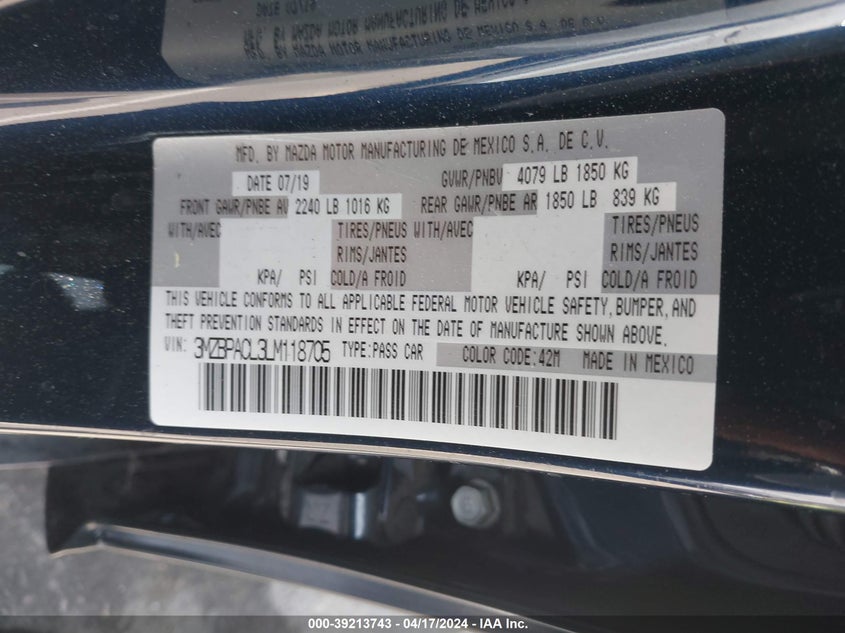 MFD. BY MAZDA MOTOR MANUFACTURING DE MEXICO S.A. DE C.V.
DATE 07/19 GVWR/PNBV 4079 LB 1850 KG
FRONT GAWR/PNBE AV 2240 LB 1016 KG REAR GAWR/PNBE AR 1850 LB 839 KG
WITH/AVEC TIRES/PNEUS WITH/AVEC TIRES/PNEUS
RIMS/JANTES RIMS/JANTES
KPA/ PSI COLD/A FROID KPA/ PSI COLD/A FROID
THIS VEHICLE CONFORMS TO ALL APPLICABLE FEDERAL MOTOR VEHICLE SAFETY, BUMPER, AND
THEFT PREVENTION STANDARDS IN EFFECT ON THE DATE OF MANUFACTURE SHOWN ABOVE.
VIN: 3MZBPACL3LM118705 TYPE:PASS CAR COLOR CODE:42M MADE IN MEXICO
000-39213743 - 04/17/2024 - IAA Inc.